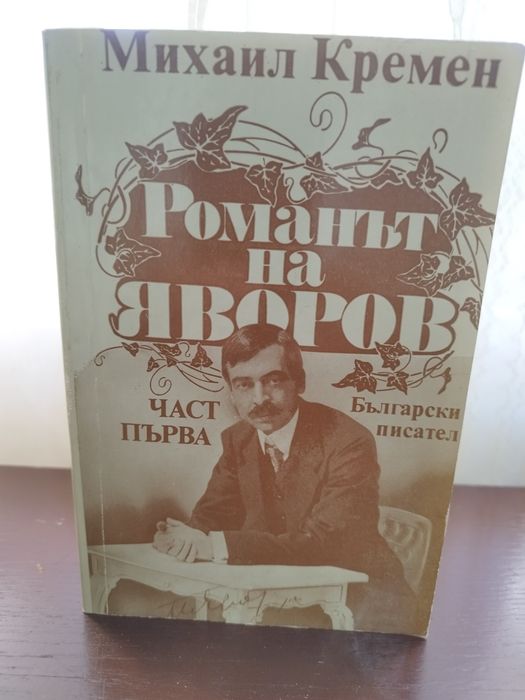 Михаил Кремен
Романът
на
Яворов
ЧАСТ
ПЪРВА
Български
писател